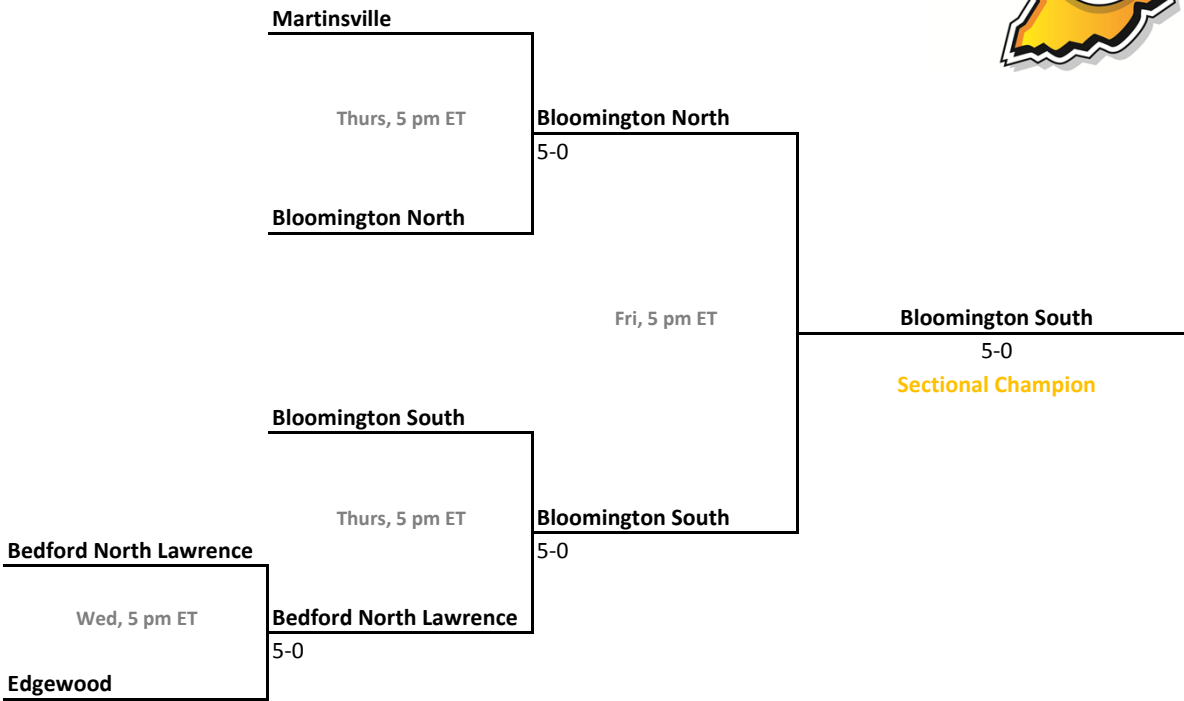 Martinsville
Thurs, 5 pm ET
Bloomington North
5-0
Bloomington North
Fri, 5 pm ET
Bloomington South
5-0
Sectional Champion
Bloomington South
Thurs, 5 pm ET
Bloomington South
5-0
Bedford North Lawrence
Wed, 5 pm ET
Bedford North Lawrence
5-0
Edgewood